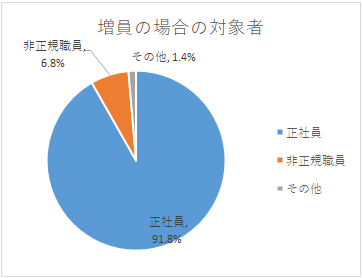 増員の場合の対象者
非正規職員,
6.8%
その他, 1.4%
正社員,
91.8%
正社員
非正規職員
その他